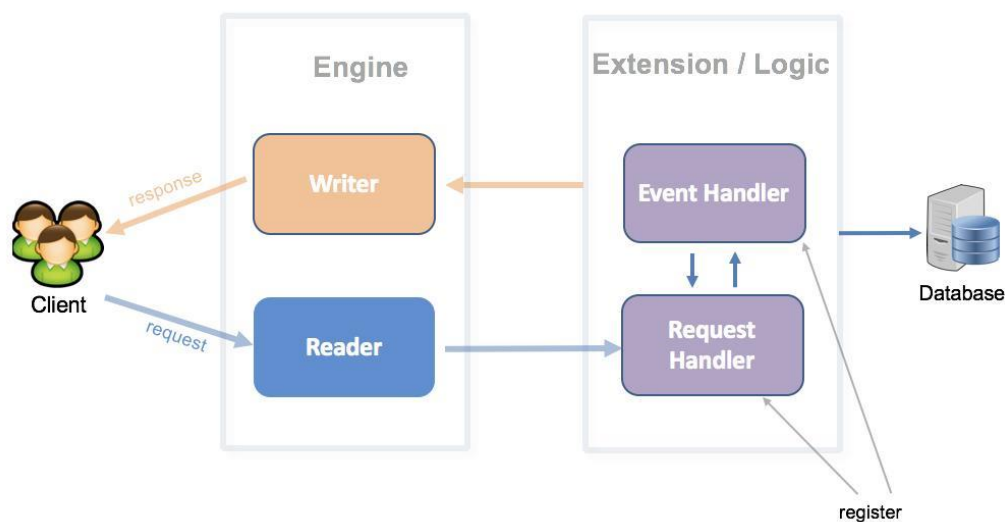 Engine
Extension / Logic
response
Writer
Event Handler
Client
request
Reader
Request
Handler
Database
register